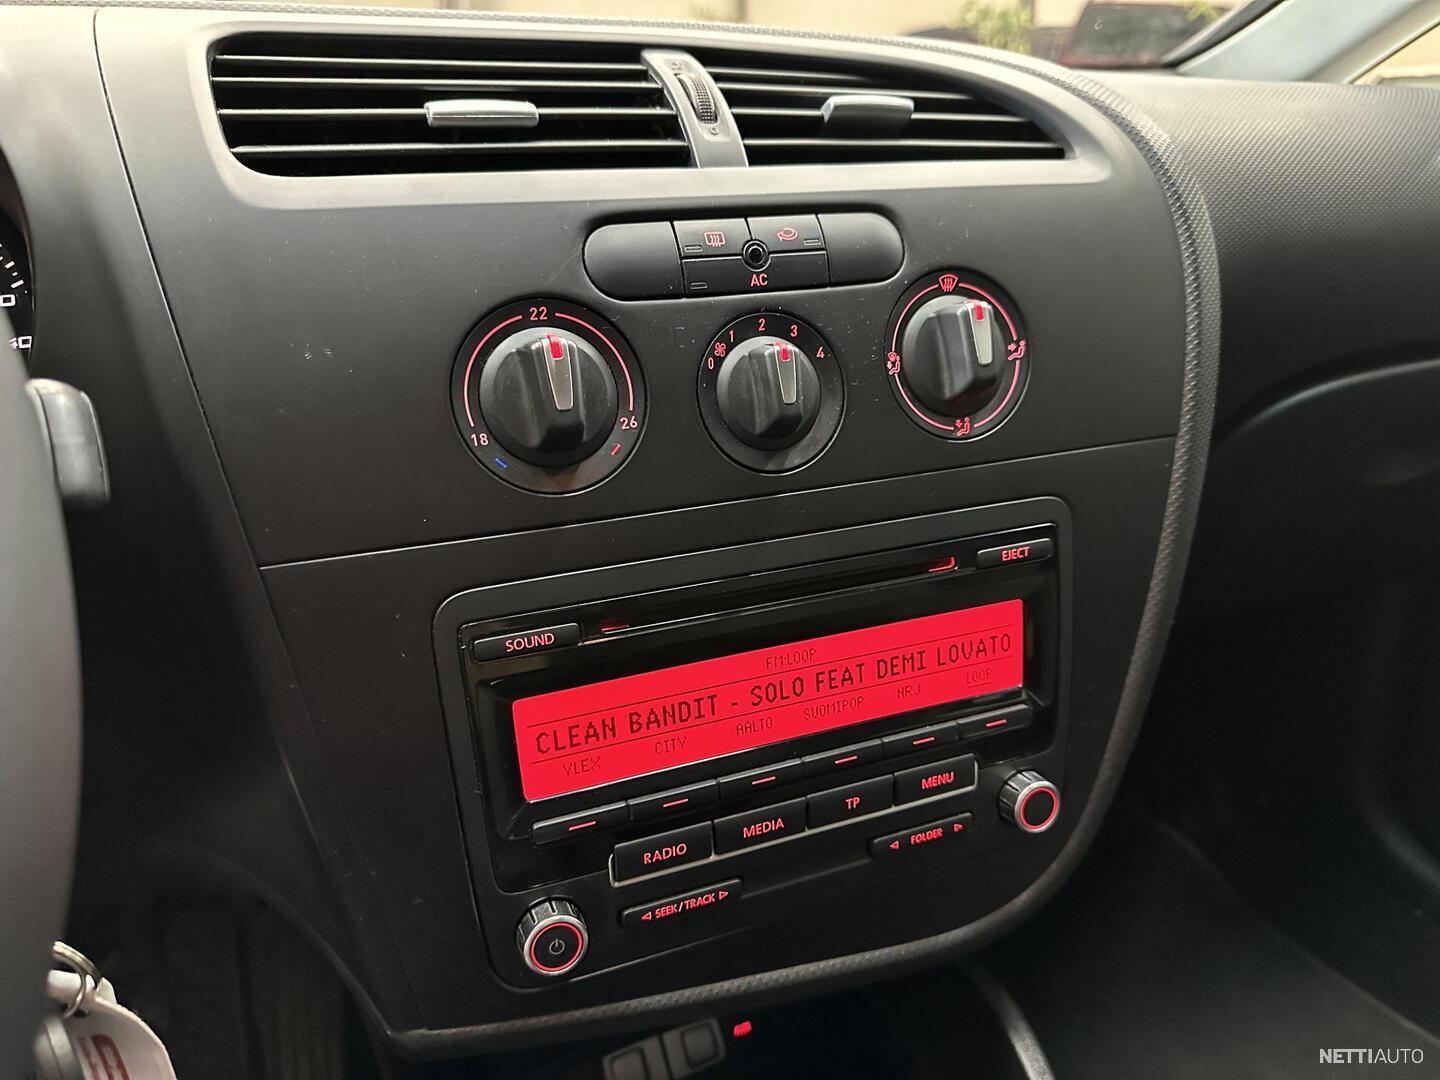 AC
22
18
26
0
1
2
3
4
EJECT
SOUND
FM:LOOP
CLEAN BANDIT - SOLO FEAT DEMI LOVATO
YLEX CITY AALTO SUOMIPOP NRJ LOOP
RADIO MEDIA TP MENU
SEEK/TRACK
FOLDER
NETTIAUTO